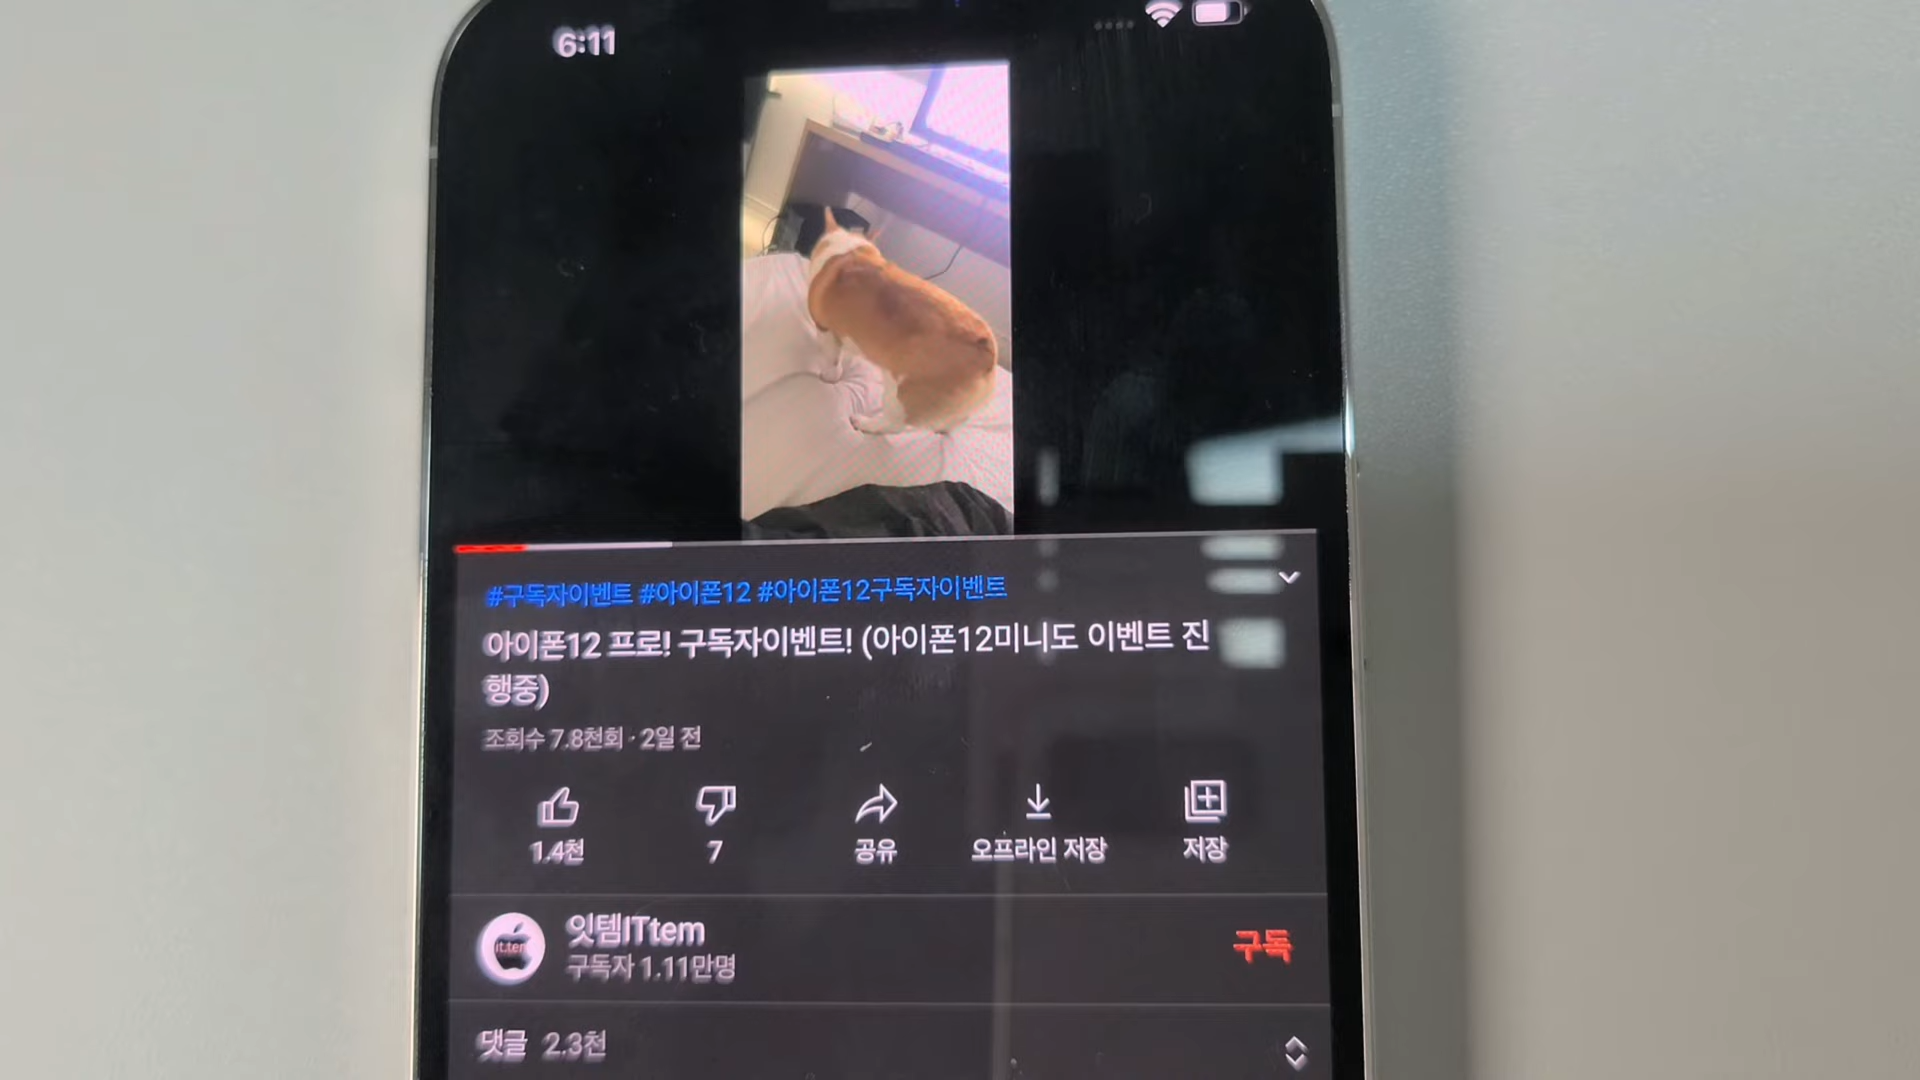 6:11
#구독자이벤트 #아이폰12 #아이폰12구독자이벤트
아이폰12 프로! 구독자이벤트! (아이폰12미니도 이벤트 진
행중)
조회수 7.8천회 · 2일 전
1.4천
7
공유
오프라인 저장
저장
it.tem
잇템ITtem
구독자 1.11만명
구독
댓글 2.3천